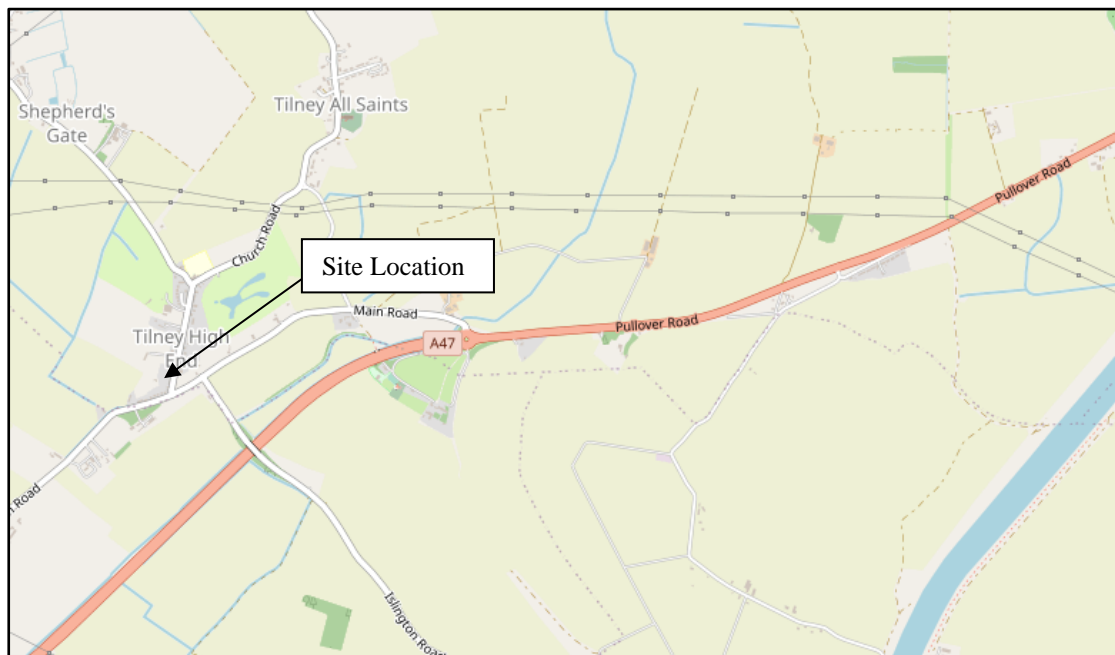 Shepherd's
Gate
Tilney All Saints
Pullover Road
Church Road
Site Location
Main Road
Tilney High
End
A47
Pullover Road
Road
Islington Road